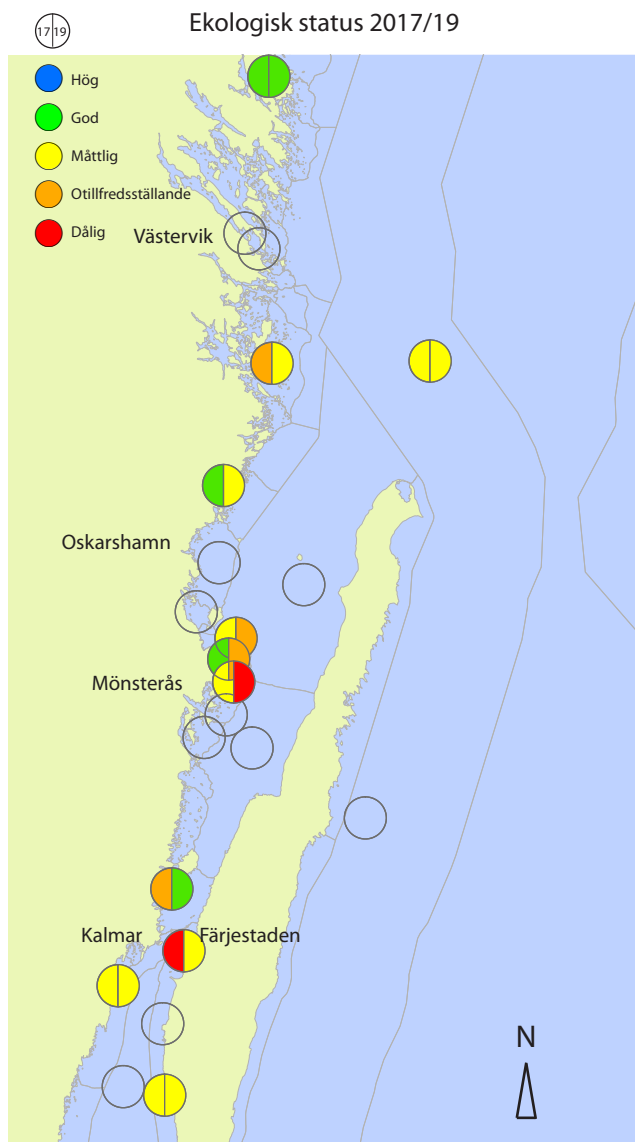 Ekologisk status 2017/19
17 19
Hög
God
Måttlig
Otillfredsställande
Dålig
Västervik
Oskarshamn
Mönsterås
Kalmar
Färjestaden
N